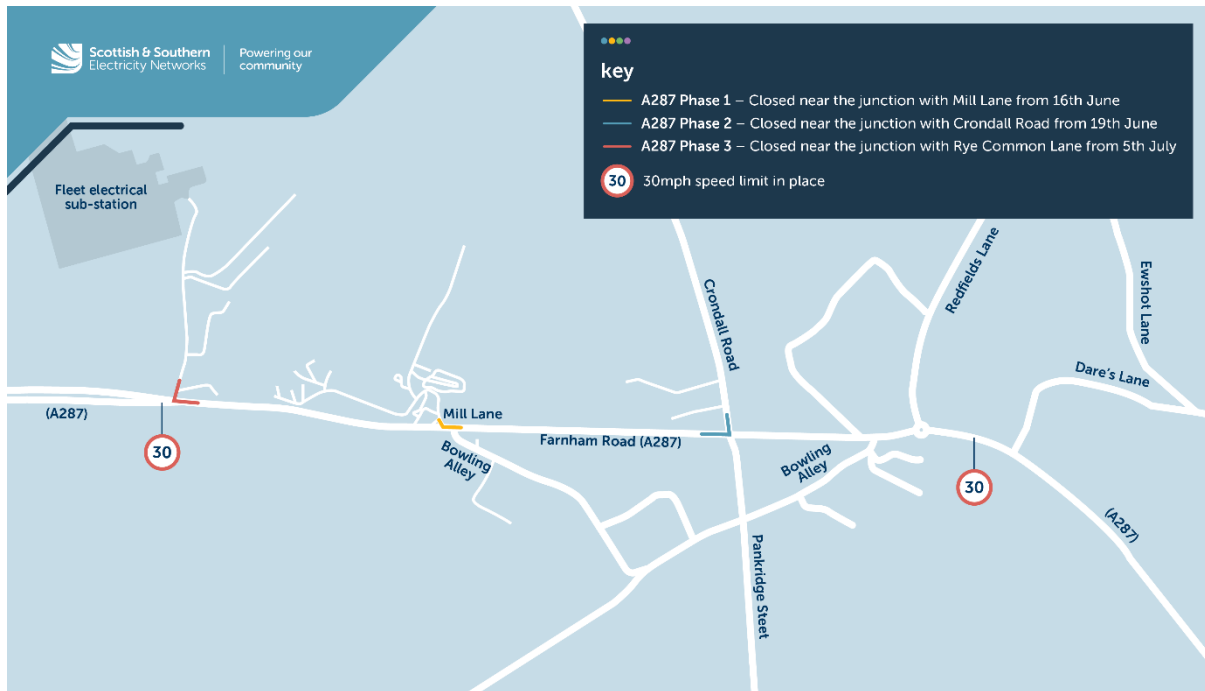 Scottish & Southern
Electricity Networks
Powering our
community
key
A287 Phase 1 – Closed near the junction with Mill Lane from 16th June
A287 Phase 2 – Closed near the junction with Crondall Road from 19th June
A287 Phase 3 – Closed near the junction with Rye Common Lane from 5th July
30 30mph speed limit in place
Fleet electrical
sub-station
Crondall Road
Redfields Lane
Ewshot Lane
Dare's Lane
(A287)
30
Mill Lane
Farnham Road (A287)
Bowling
Alley
Bowling
Alley
30
(A287)
Pankridge Steet